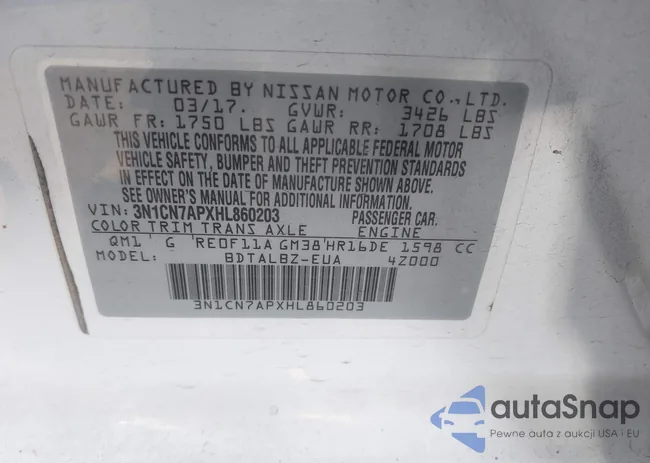 MANUFACTURED BY NISSAN MOTOR CO.,LTD.
DATE: 03/17. GVWR: 3426 LBS
GAWR FR: 1750 LBS GAWR RR: 1708 LBS
THIS VEHICLE CONFORMS TO ALL APPLICABLE FEDERAL MOTOR
VEHICLE SAFETY, BUMPER AND THEFT PREVENTION STANDARDS
IN EFFECT ON THE DATE OF MANUFACTURE SHOWN ABOVE.
SEE OWNER'S MANUAL FOR ADDITIONAL INFORMATION.
VIN: 3N1CN7APXHL860203 PASSENGER CAR.
COLOR TRIM TRANS AXLE ENGINE
QM1 G RE0F11A GM38 HR16DE 1598 CC
MODEL: BDTALBZ-EUA 4Z000
3N1CN7APXHL860203
autaSnap
Pewne auta z aukcji USA i EU